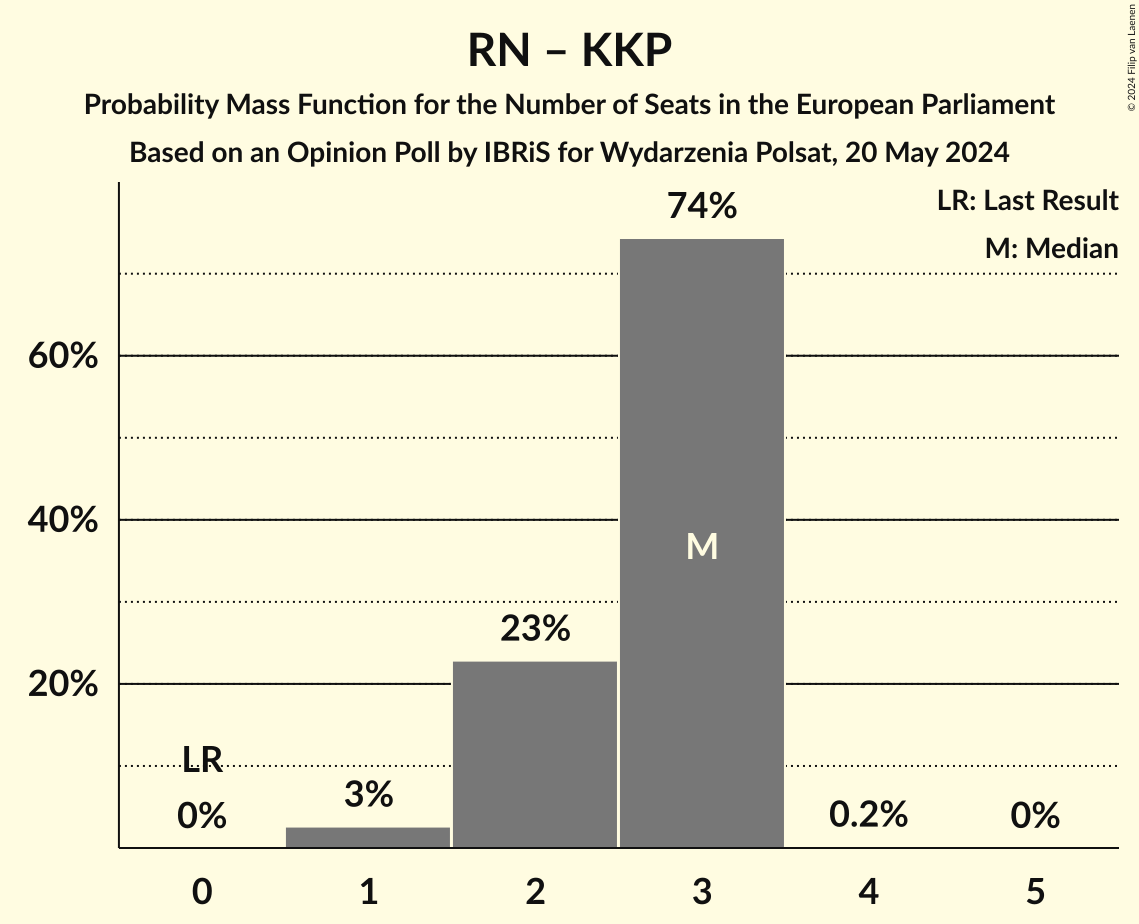 RN – KKP
Probability Mass Function for the Number of Seats in the European Parliament
Based on an Opinion Poll by IBRiS for Wydarzenia Polsat, 20 May 2024
© 2024 Filip van Laenen
LR: Last Result
M: Median
74%
60%
40%
M
23%
20%
LR
0%
3%
0.2%
0%
0 1 2 3 4 5